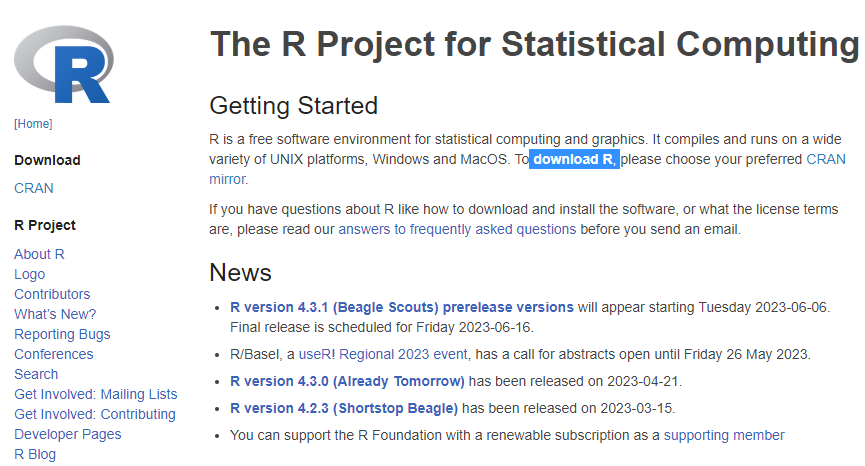 R
The R Project for Statistical Computing
[Home]
Download
CRAN
R Project
About R
Logo
Contributors
What's New?
Reporting Bugs
Conferences
Search
Get Involved: Mailing Lists
Get Involved: Contributing
Developer Pages
R Blog
Getting Started
R is a free software environment for statistical computing and graphics. It compiles and runs on a wide
variety of UNIX platforms, Windows and MacOS. To download R, please choose your preferred CRAN
mirror.
If you have questions about R like how to download and install the software, or what the license terms
are, please read our answers to frequently asked questions before you send an email.
News
• R version 4.3.1 (Beagle Scouts) prerelease versions will appear starting Tuesday 2023-06-06.
Final release is scheduled for Friday 2023-06-16.
• R/Basel, a useR! Regional 2023 event, has a call for abstracts open until Friday 26 May 2023.
• R version 4.3.0 (Already Tomorrow) has been released on 2023-04-21.
• R version 4.2.3 (Shortstop Beagle) has been released on 2023-03-15.
• You can support the R Foundation with a renewable subscription as a supporting member